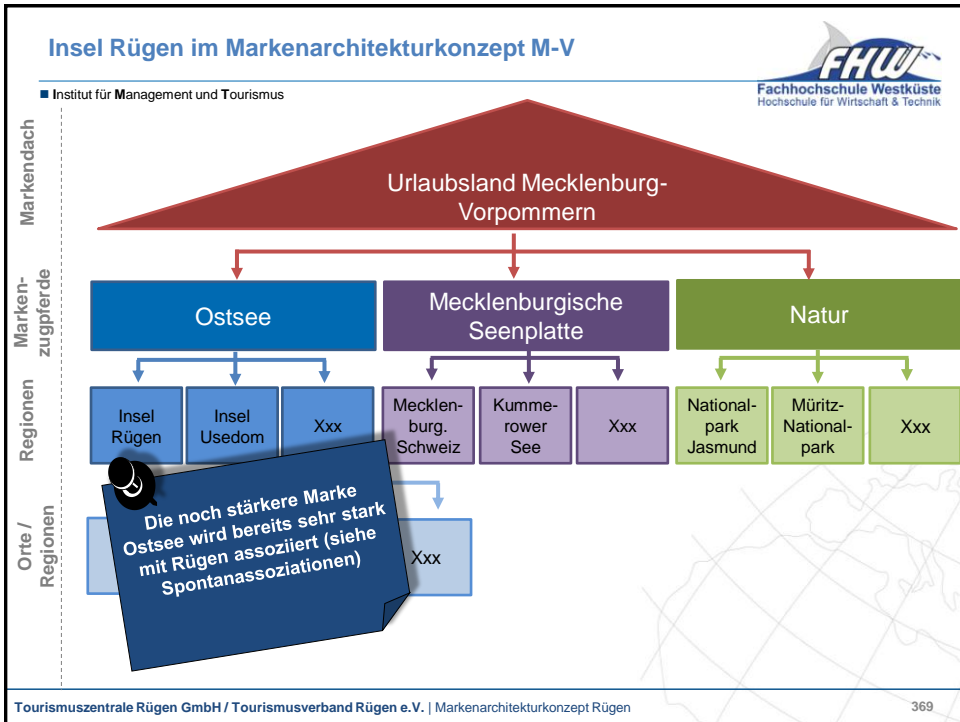 Insel Rügen im Markenarchitekturkonzept M-V
FHW
Fachhochschule Westküste
Hochschule für Wirtschaft & Technik
Institut für Management und Tourismus
Markendach
Urlaubsland Mecklenburg-
Vorpommern
Marken-
zugpferde
Ostsee
Mecklenburgische
Seenplatte
Natur
Regionen
Insel
Rügen
Insel
Usedom
Xxx
Mecklen-
burg.
Schweiz
Kumme-
rower
See
Xxx
National-
park
Jasmund
Müritz-
National-
park
Xxx
Orte /
Regionen
Die noch stärkere Marke
Ostsee wird bereits sehr stark
mit Rügen assoziiert (siehe
Spontanassoziationen)
Xxx
Tourismuszentrale Rügen GmbH / Tourismusverband Rügen e.V. | Markenarchitekturkonzept Rügen
369